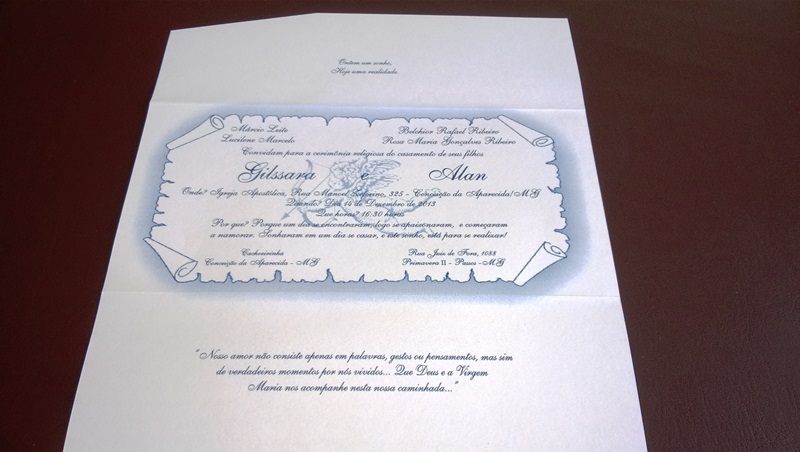 Ontem um sonho,
Hoje uma realidade.
Márcio Leite
Lucilene Marcelo
Belchior Rafael Ribeiro
Rosa Maria Gonçalves Ribeiro
Convidam para a cerimônia religiosa do casamento de seus filhos
Gilssara e Alan
Onde? Igreja Apostólica, Rua Manoel Severino, 325 - Conceição da Aparecida/MG
Quando? Dia 14 de Dezembro de 2013
Que horas? 16:30 horas
Por que? Porque um dia se encontraram, logo se apaixonaram, e começaram
a namorar. Sonharam em um dia se casar, e este sonho, está para se realizar!
Cachoeirinha
Conceição da Aparecida - MG
Rua Juiz de Fora, 1088
Primavera II - Passos - MG
"Nosso amor não consiste apenas em palavras, gestos ou pensamentos, mas sim
de verdadeiros momentos por nós vividos... Que Deus e a Virgem
Maria nos acompanhe nesta nossa caminhada..."